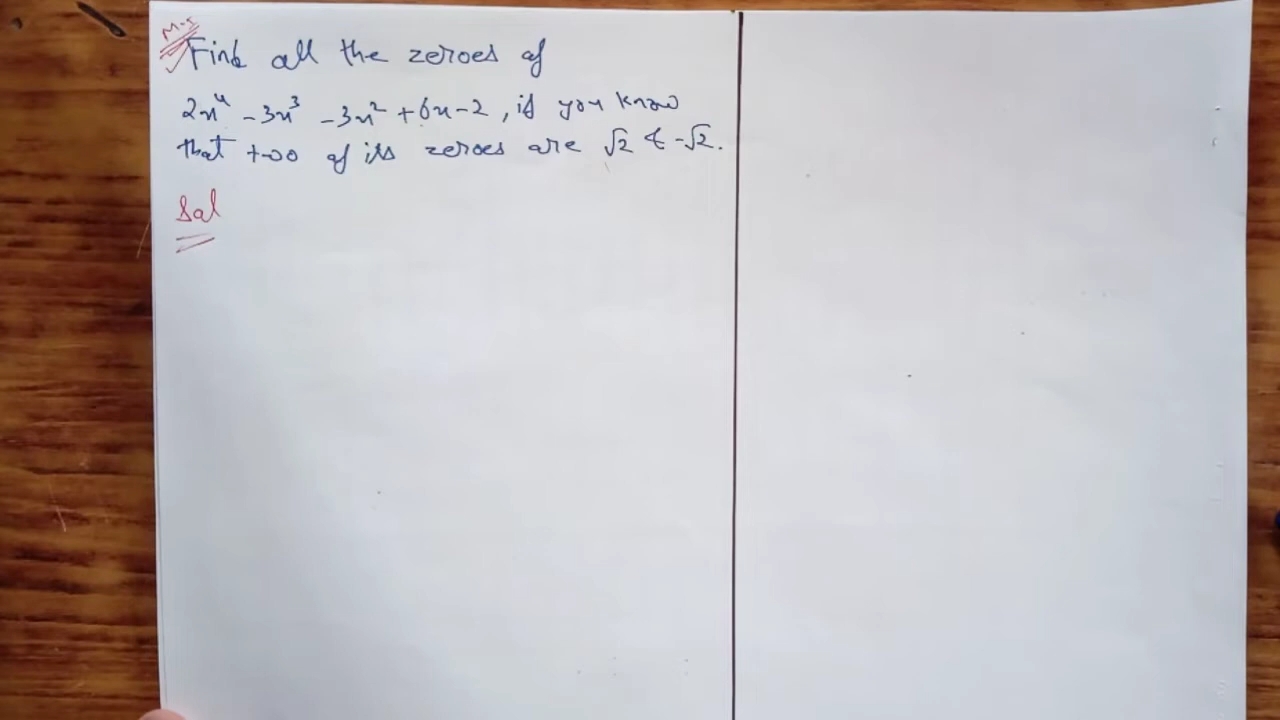 M-I
Find all the zeroes of
2x⁴ - 3x³ - 3x² + 6x - 2, if you know
that two of its zeroes are √2 & -√2.
Sol